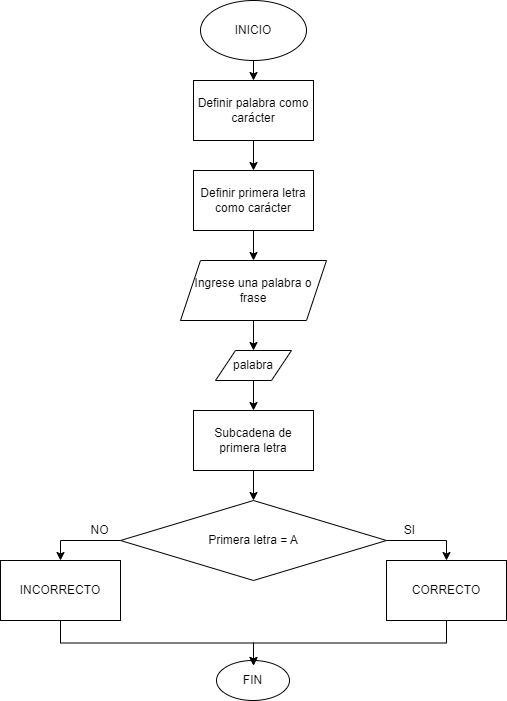 INICIO
Definir palabra como
carácter
Definir primera letra
como carácter
Ingrese una palabra o
frase
palabra
Subcadena de
primera letra
Primera letra = A
NO
SI
INCORRECTO
CORRECTO
FIN